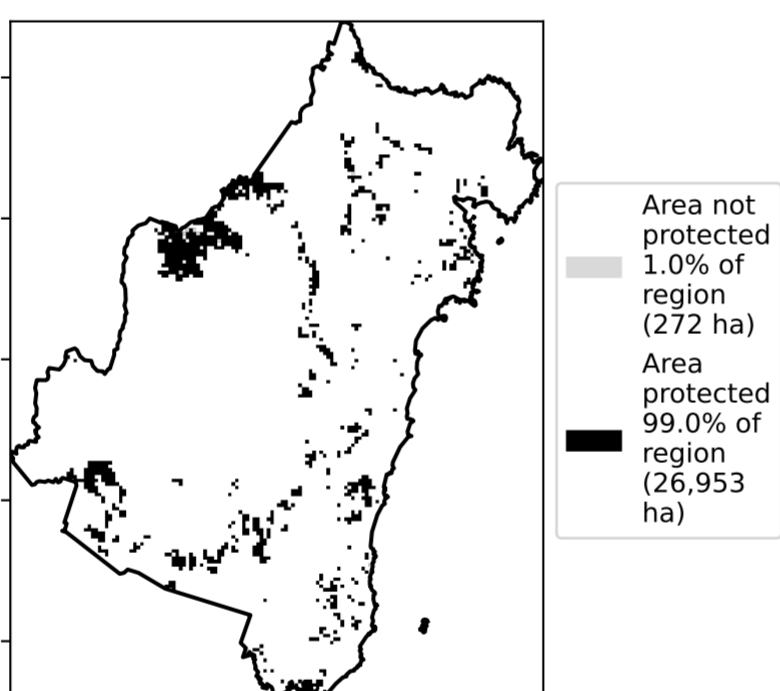 Area not
protected
1.0% of
region
(272 ha)
Area
protected
99.0% of
region
(26,953
ha)